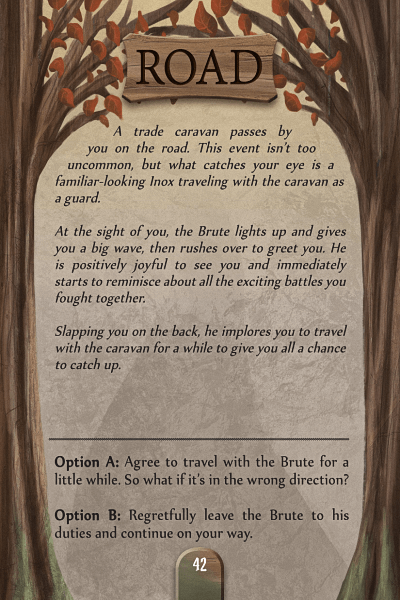 ROAD
A trade caravan passes by
you on the road. This event isn't too
uncommon, but what catches your eye is a
familiar-looking Inox traveling with the caravan as
a guard.
At the sight of you, the Brute lights up and gives
you a big wave, then rushes over to greet you. He
is positively joyful to see you and immediately
starts to reminisce about all the exciting battles you
fought together.
Slapping you on the back, he implores you to travel
with the caravan for a while to give you all a chance
to catch up.
Option A: Agree to travel with the Brute for a
little while. So what if it's in the wrong direction?
Option B: Regretfully leave the Brute to his
duties and continue on your way.
42